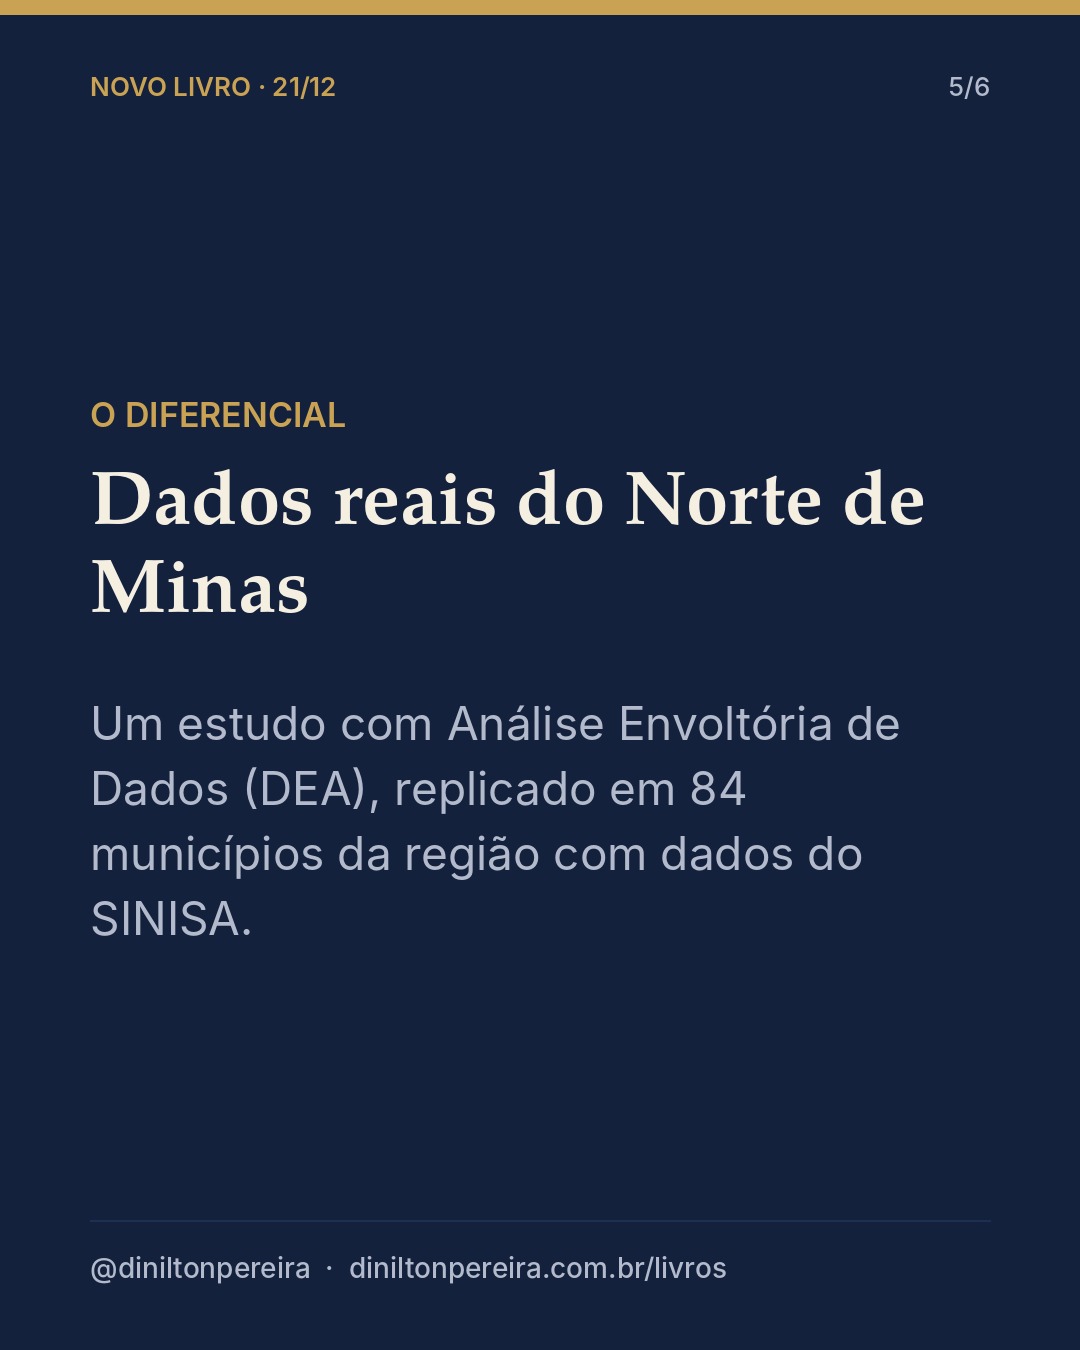 NOVO LIVRO · 21/12
5/6
O DIFERENCIAL
Dados reais do Norte de
Minas
Um estudo com Análise Envoltória de
Dados (DEA), replicado em 84
municípios da região com dados do
SINISA.
@diniltonpereira · diniltonpereira.com.br/livros